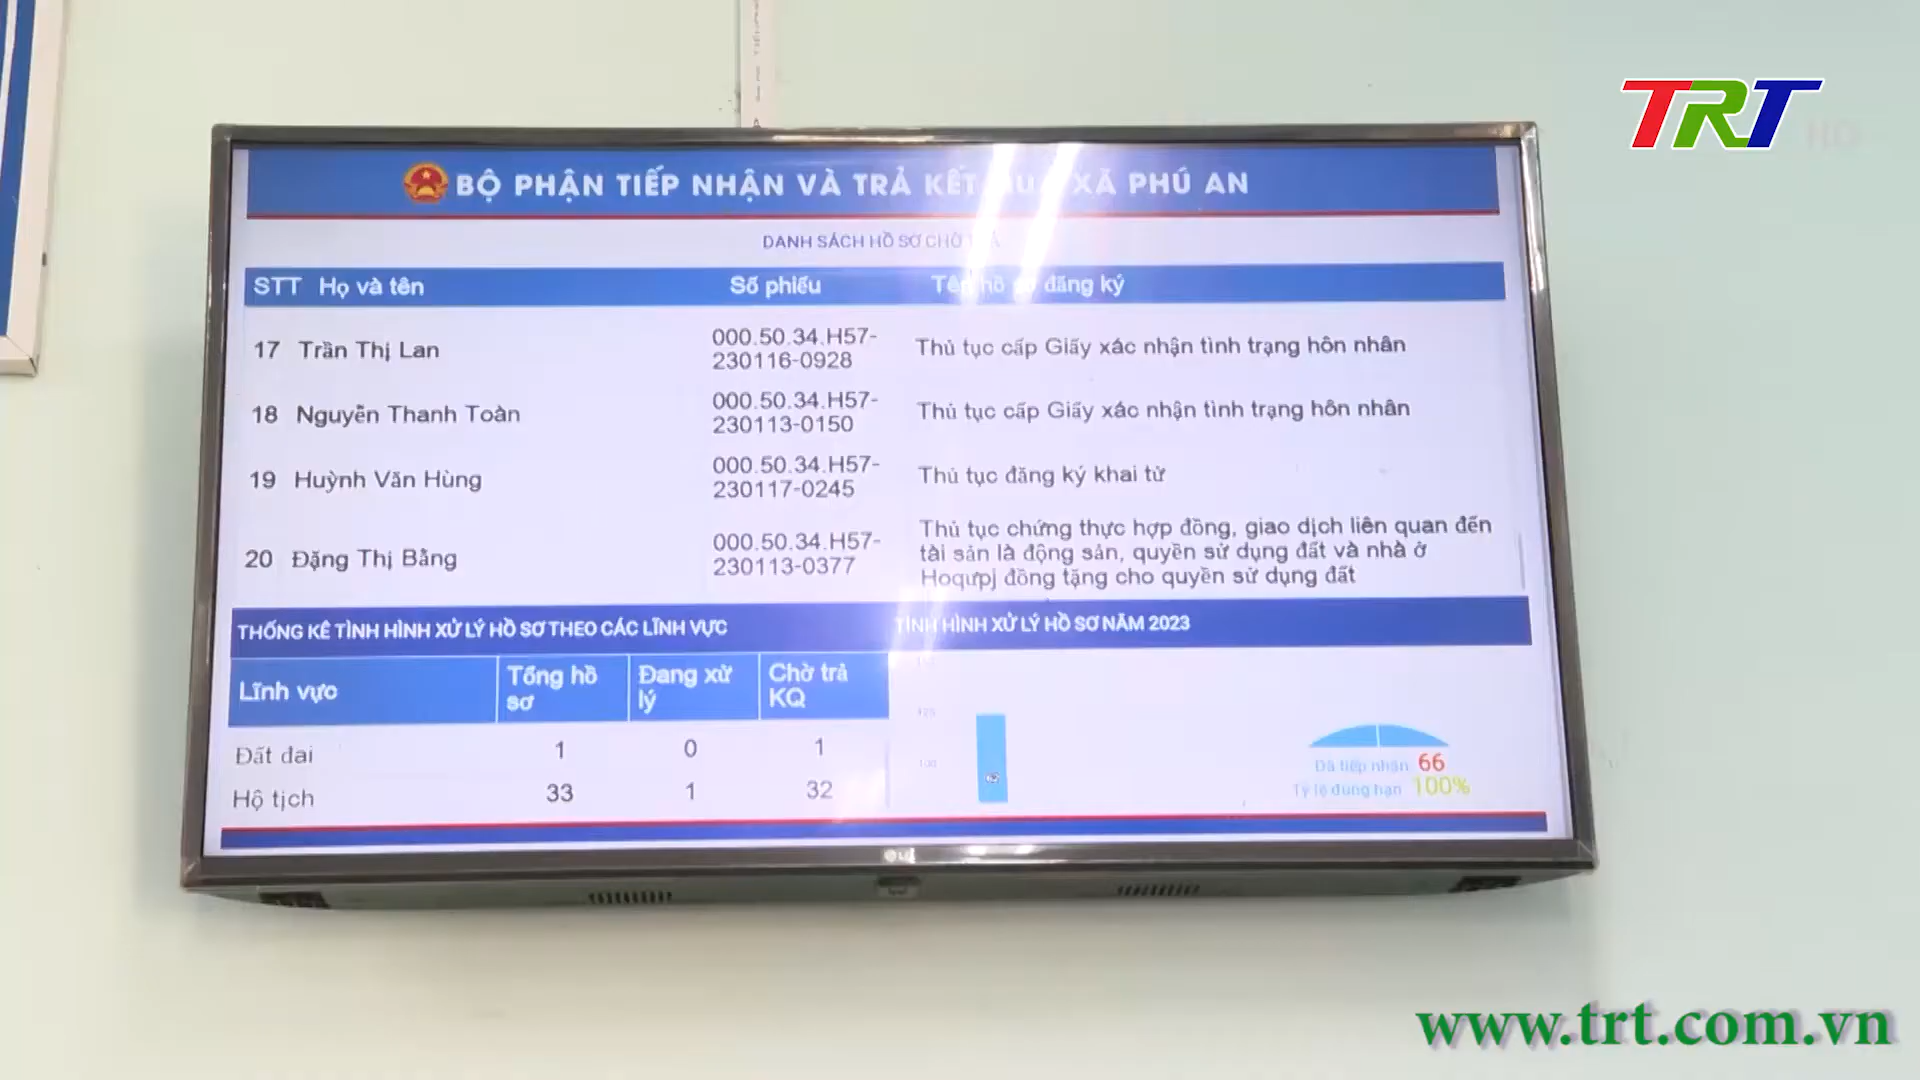 TRT
BỘ PHẬN TIẾP NHẬN VÀ TRẢ KẾT XÃ PHÚ AN
DANH SÁCH HỒ SƠ CHỜ
STT Họ và tên Số phiếu Tên hồ sơ đăng ký
17 Trần Thị Lan 000.50.34.H57-
230116-0928 Thủ tục cấp Giấy xác nhận tình trạng hôn nhân
18 Nguyễn Thanh Toàn 000.50.34.H57-
230113-0150 Thủ tục cấp Giấy xác nhận tình trạng hôn nhân
19 Huỳnh Văn Hùng 000.50.34.H57-
230117-0245 Thủ tục đăng ký khai tử
20 Đặng Thị Bằng 000.50.34.H57-
230113-0377 Thủ tục chứng thực hợp đồng, giao dịch liên quan đến
tài sản là động sản, quyền sử dụng đất và nhà ở
Hoqưpj đồng tặng cho quyền sử dụng đất
THỐNG KÊ TÌNH HÌNH XỬ LÝ HỒ SƠ THEO CÁC LĨNH VỰC
TÌNH HÌNH XỬ LÝ HỒ SƠ NĂM 2023
Lĩnh vực Tổng hồ
sơ Đang xử
lý Chờ trả
KQ
Đất đai 1 0 1
Hộ tịch 33 1 32
Đã tiếp nhận 66
Tỷ lệ đúng hạn 100%
LG
www.trt.com.vn